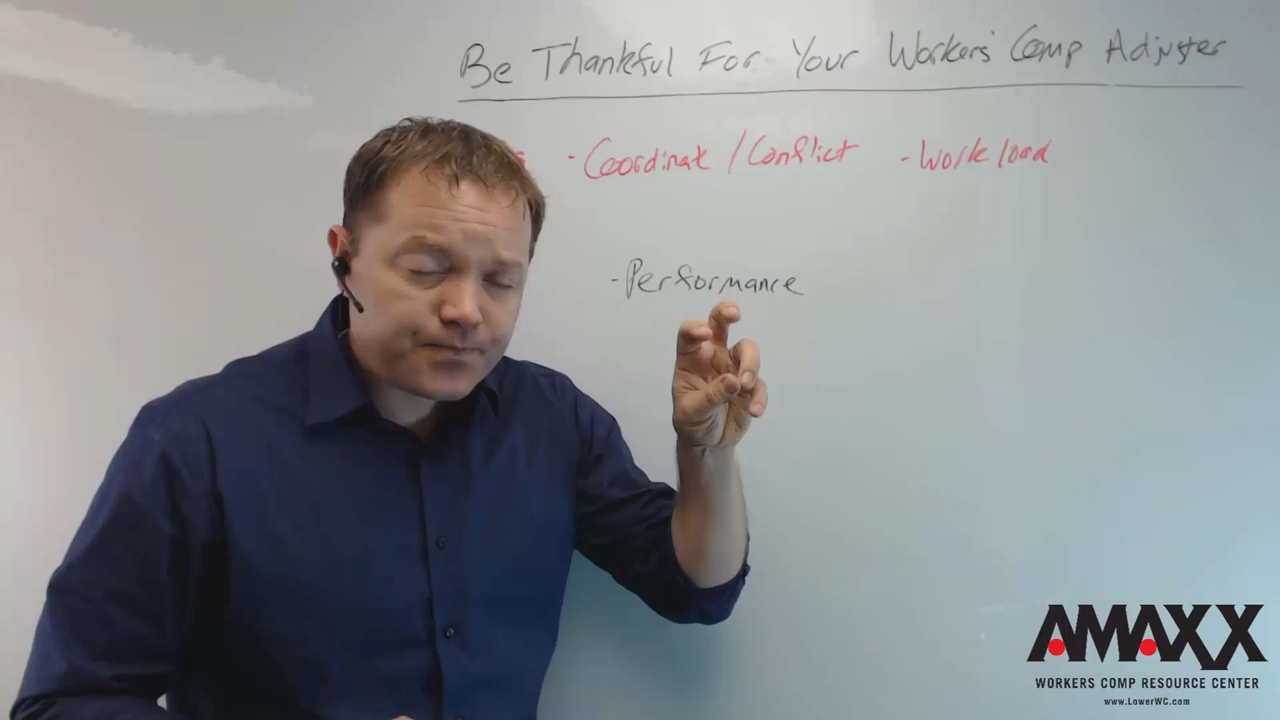 Be Thankful For Your Workers' Comp Adjuster
- Coordinate / Conflict - Workload
- Performance
AMAXX
WORKERS COMP RESOURCE CENTER
www.LowerWC.com